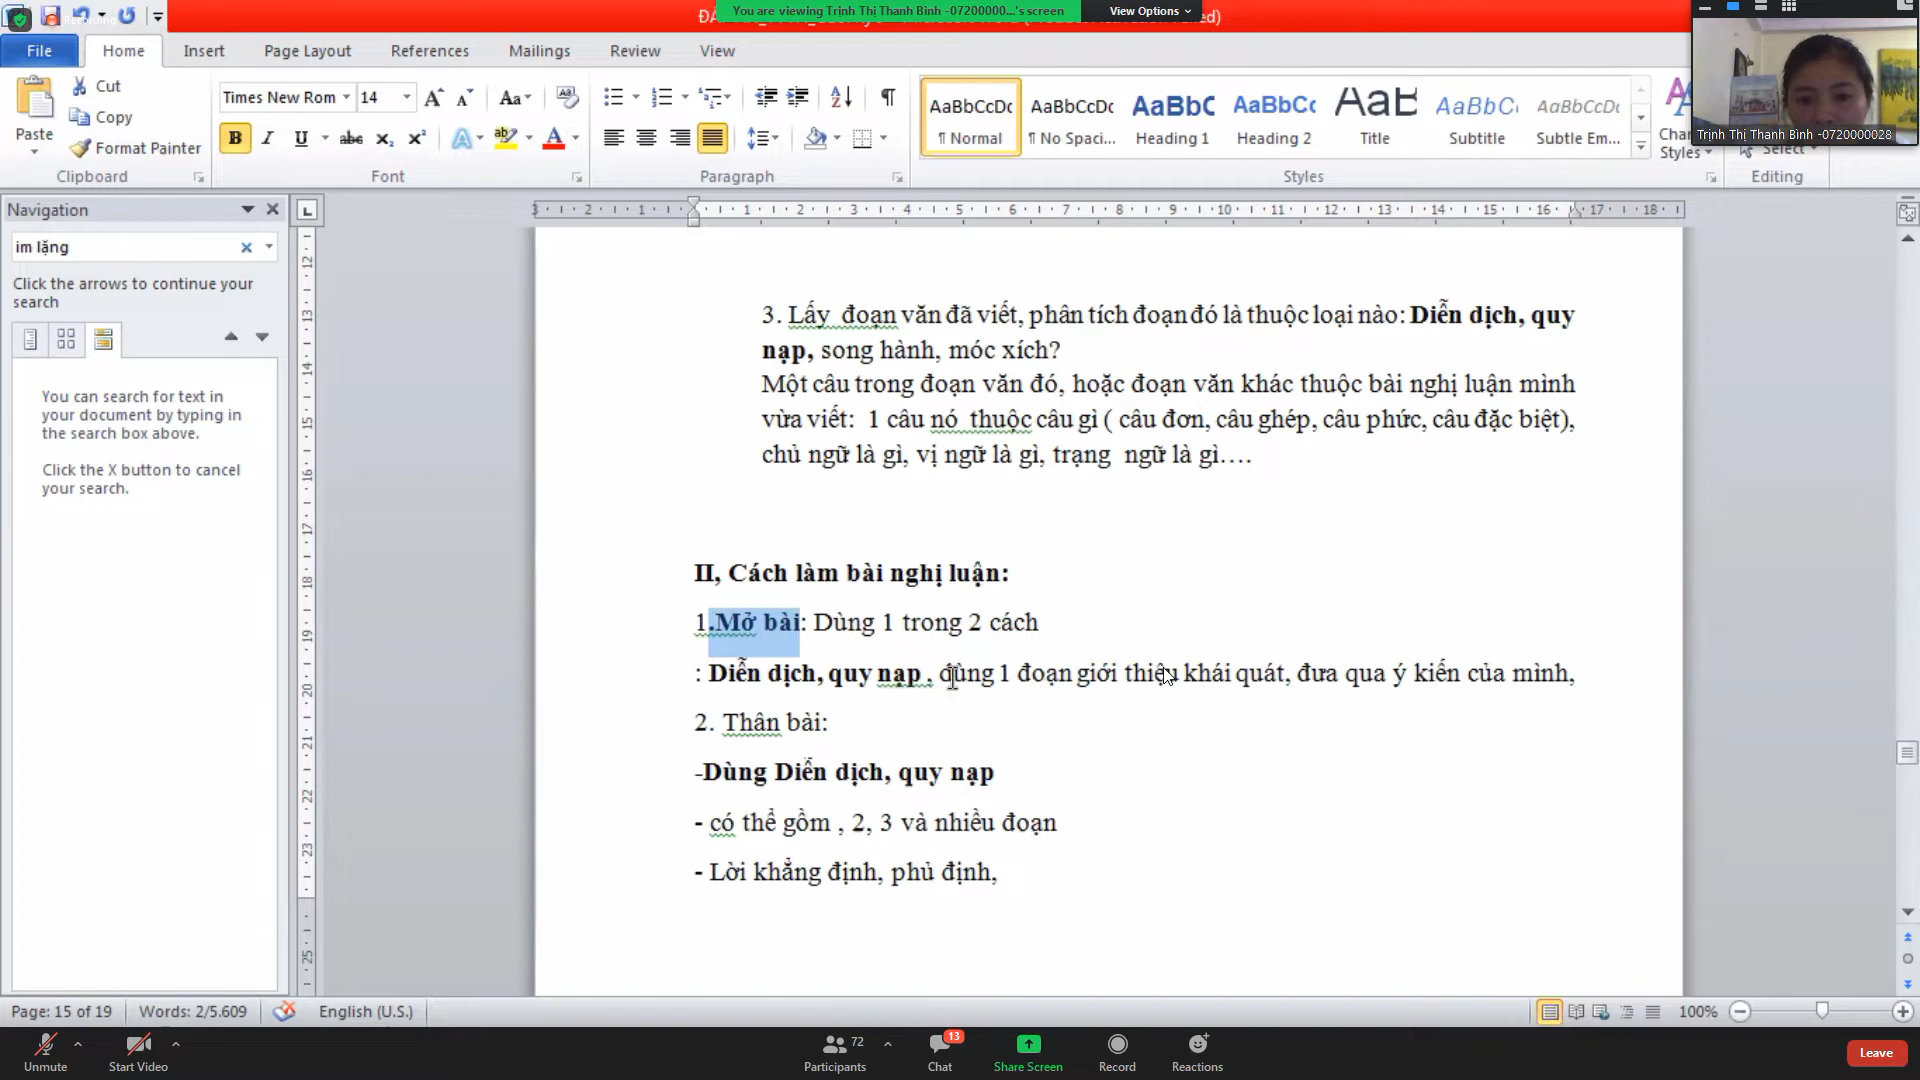 Recording
You are viewing Trịnh Thị Thanh Bình -07200000...'s screen
View Options
File
Home
Insert
Page Layout
References
Mailings
Review
View
Paste
Cut
Copy
Format Painter
Clipboard
Times New Rom
14
Font
Paragraph
AaBbCcDc
¶ Normal
AaBbCcDc
¶ No Spaci...
AaBbC
Heading 1
AaBbCc
Heading 2
AaB
Title
AaBbC
Subtitle
AaBbCcDc
Subtle Em...
Styles
Select
Editing
Trịnh Thị Thanh Bình -0720000028
Navigation
im lặng
Click the arrows to continue your
search
You can search for text in
your document by typing in
the search box above.
Click the X button to cancel
your search.
3. Lấy đoạn văn đã viết, phân tích đoạn đó là thuộc loại nào: Diễn dịch, quy
nạp, song hành, móc xích?
Một câu trong đoạn văn đó, hoặc đoạn văn khác thuộc bài nghị luận mình
vừa viết: 1 câu nó thuộc câu gì ( câu đơn, câu ghép, câu phức, câu đặc biệt),
chủ ngữ là gì, vị ngữ là gì, trạng ngữ là gì….
II, Cách làm bài nghị luận:
1.Mở bài: Dùng 1 trong 2 cách
: Diễn dịch, quy nạp , dùng 1 đoạn giới thiệu khái quát, đưa qua ý kiến của mình,
2. Thân bài:
-Dùng Diễn dịch, quy nạp
- có thể gồm , 2, 3 và nhiều đoạn
- Lời khẳng định, phủ định,
Page: 15 of 19
Words: 2/5.609
English (U.S.)
100%
Unmute
Start Video
72
Participants
13
Chat
Share Screen
Record
Reactions
Leave